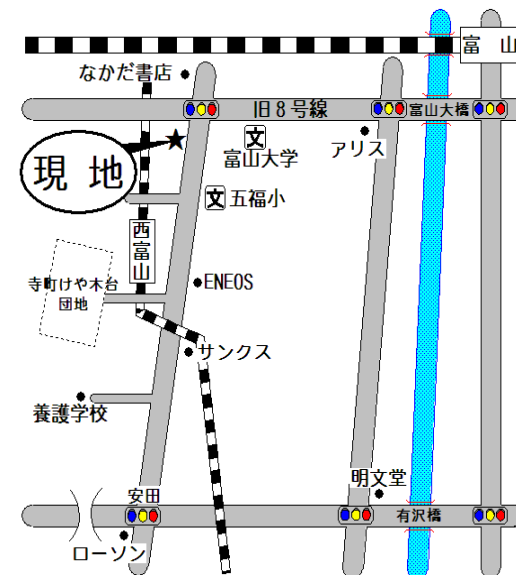 富山
なかだ書店
旧8号線
富山大橋
文
富山大学
アリス
現地
文 五福小
西富山
ENEOS
寺町けや木台
団地
サンクス
養護学校
明文堂
安田
有沢橋
ローソン